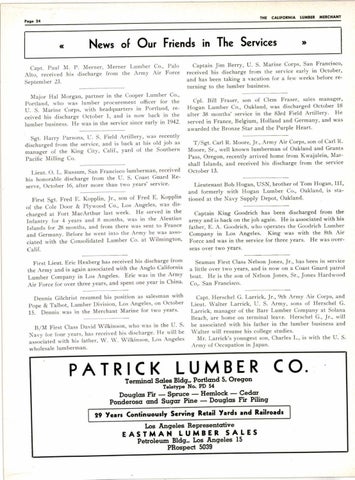 Page 24
THE CALIFORNIA LUMBER MERCHANT
« News of Our Friends in The Services »
Capt. Paul M. P. Merner, Merner Lumber Co., Palo
Alto, received his discharge from the Army Air Force
September 23.
Major Hal Morgan, partner in the Cooper Lumber Co.,
Portland, who was lumber procurement officer for the
U. S. Marine Corps, with headquarters in Portland, re-
ceived his discharge October 1, and is now back in the
lumber business. He was in the service since early in 1942.
Sgt. Harry Parsons, U. S. Field Artillery, was recently
discharged from the service, and is back at his old job as
manager of the King City, Calif., yard of the Southern
Pacific Milling Co.
Lieut. O. L. Russum, San Francisco lumberman, received
his honorable discharge from the U. S. Coast Guard Re-
serve, October 16, after more than two years' service.
First Sgt. Fred E. Kopplin, Jr., son of Fred E. Kopplin
of the Cole Door & Plywood Co., Los Angeles, was dis-
charged at Fort MacArthur last week. He served in the
Infantry for 4 years and 8 months, was in the Aleutian
Islands for 28 months, and from there was sent to France
and Germany. Before he went into the Army he was asso-
ciated with the Consolidated Lumber Co. at Wilmington,
Calif.
First Lieut. Eric Hexberg has received his discharge from
the Army and is again associated with the Anglo California
Lumber Company in Los Angeles. Eric was in the Army
Air Force for over three years, and spent one year in China.
Dennis Gilchrist resumed his position as salesman with
Pope & Talbot, Lumber Division, Los Angeles, on October
15. Dennis was in the Merchant Marine for two years.
B/M First Class David Wilkinson, who was in the U. S.
Navy for four years, has received his discharge. He will be
associated with his father, W. W. Wilkinson, Los Angeles
wholesale lumberman.
Captain Jim Berry, U. S. Marine Corps, San Francisco,
received his discharge from the service early in October,
and has been taking a vacation for a few weeks before re-
turning to the lumber business.
Cpl. Bill Fraser, son of Clem Fraser, sales manager,
Hogan Lumber Co., Oakland, was discharged October 18
after 36 months' service in the 83rd Field Artillery. He
served in France, Belgium, Holland and Germany, and was
awarded the Bronze Star and the Purple Heart.
T/Sgt. Carl R. Moore, Jr., Army Air Corps, son of Carl R.
Moore, Sr., well known lumberman of Oakland and Grants
Pass, Oregon, recently arrived home from Kwajalein, Mar-
shall Islands, and received his discharge from the service
October 13.
Lieutenant Bob Hogan, USN, brother of Tom Hogan, III,
and formerly with Hogan Lumber Co., Oakland, is sta-
tioned at the Navy Supply Depot, Oakland.
Captain King Goodrich has been discharged from the
army and is back on the job. He is associated with his
father, E. A. Goodrich, who operates the Goodrich Lumber
Company in Los Angeles. King was with the 8th Air
Force and was in the service for three years. He was over-
seas over two years.
Seaman First Class Nelson Jones, Jr., has been in service
a little over two years, and is now on a Coast Guard patrol
boat. He is the son of Nelson Jones, Sr., Jones Hardwood
Co., San Francisco.
Capt. Herschel G. Larrick, Jr., 9th Army Air Corps, and
Lieut. Walter Larrick, U. S. Army, sons of Herschel G.
Larrick, manager of the Barr Lumber Company at Solana
Beach, are home on terminal leave. Herschel G., Jr., will
be associated with his father in the lumber business and
Walter will resume his college studies.
Mr. Larrick's youngest son, Charles L., is with the U. S.
Army of Occupation in Japan.
PATRICK LUMBER CO.
Terminal Sales Bldg., Portland 5, Oregon
Teletype No. PD 54
Douglas Fir — Spruce — Hemlock — Cedar
Ponderosa and Sugar Pine — Douglas Fir Piling
29 Years Continuously Serving Retail Yards and Railroads
Los Angeles Representative
EASTMAN LUMBER SALES
Petroleum Bldg., Los Angeles 15
PRospect 5039